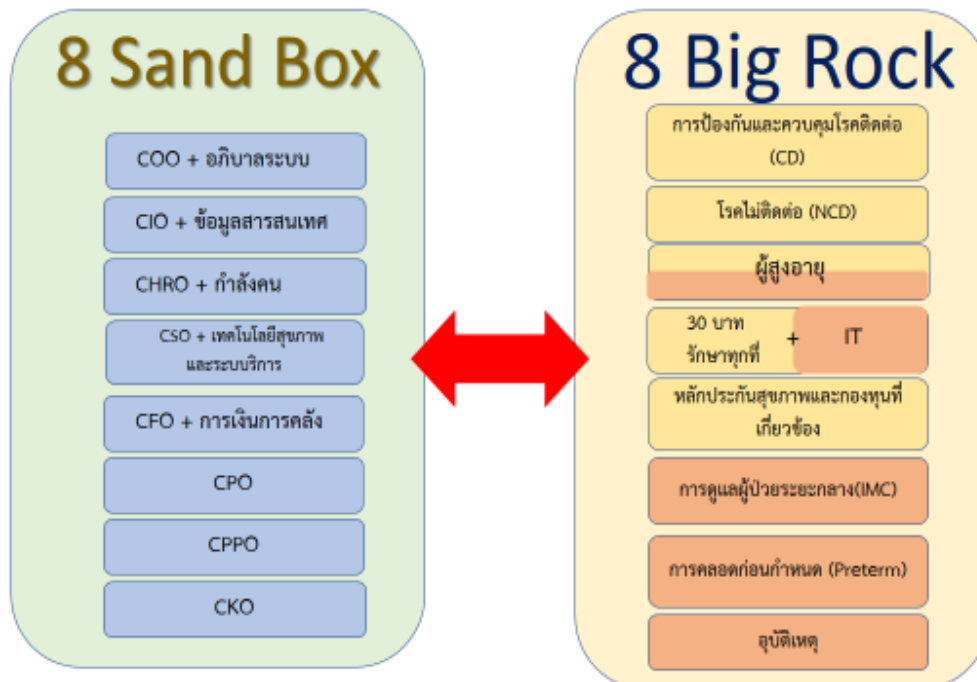 8 Sand Box
COO + อภิบาลระบบ
CIO + ข้อมูลสารสนเทศ
CHRO + กำลังคน
CSO + เทคโนโลยีสุขภาพ
และระบบบริการ
CFO + การเงินการคลัง
CPO
CPPO
CKO
8 Big Rock
การป้องกันและควบคุมโรคติดต่อ
(CD)
โรคไม่ติดต่อ (NCD)
ผู้สูงอายุ
30 บาท
รักษาทุกที่
+
IT
หลักประกันสุขภาพและกองทุนที่
เกี่ยวข้อง
การดูแลผู้ป่วยระยะกลาง(IMC)
การคลอดก่อนกำหนด (Preterm)
อุบัติเหตุ